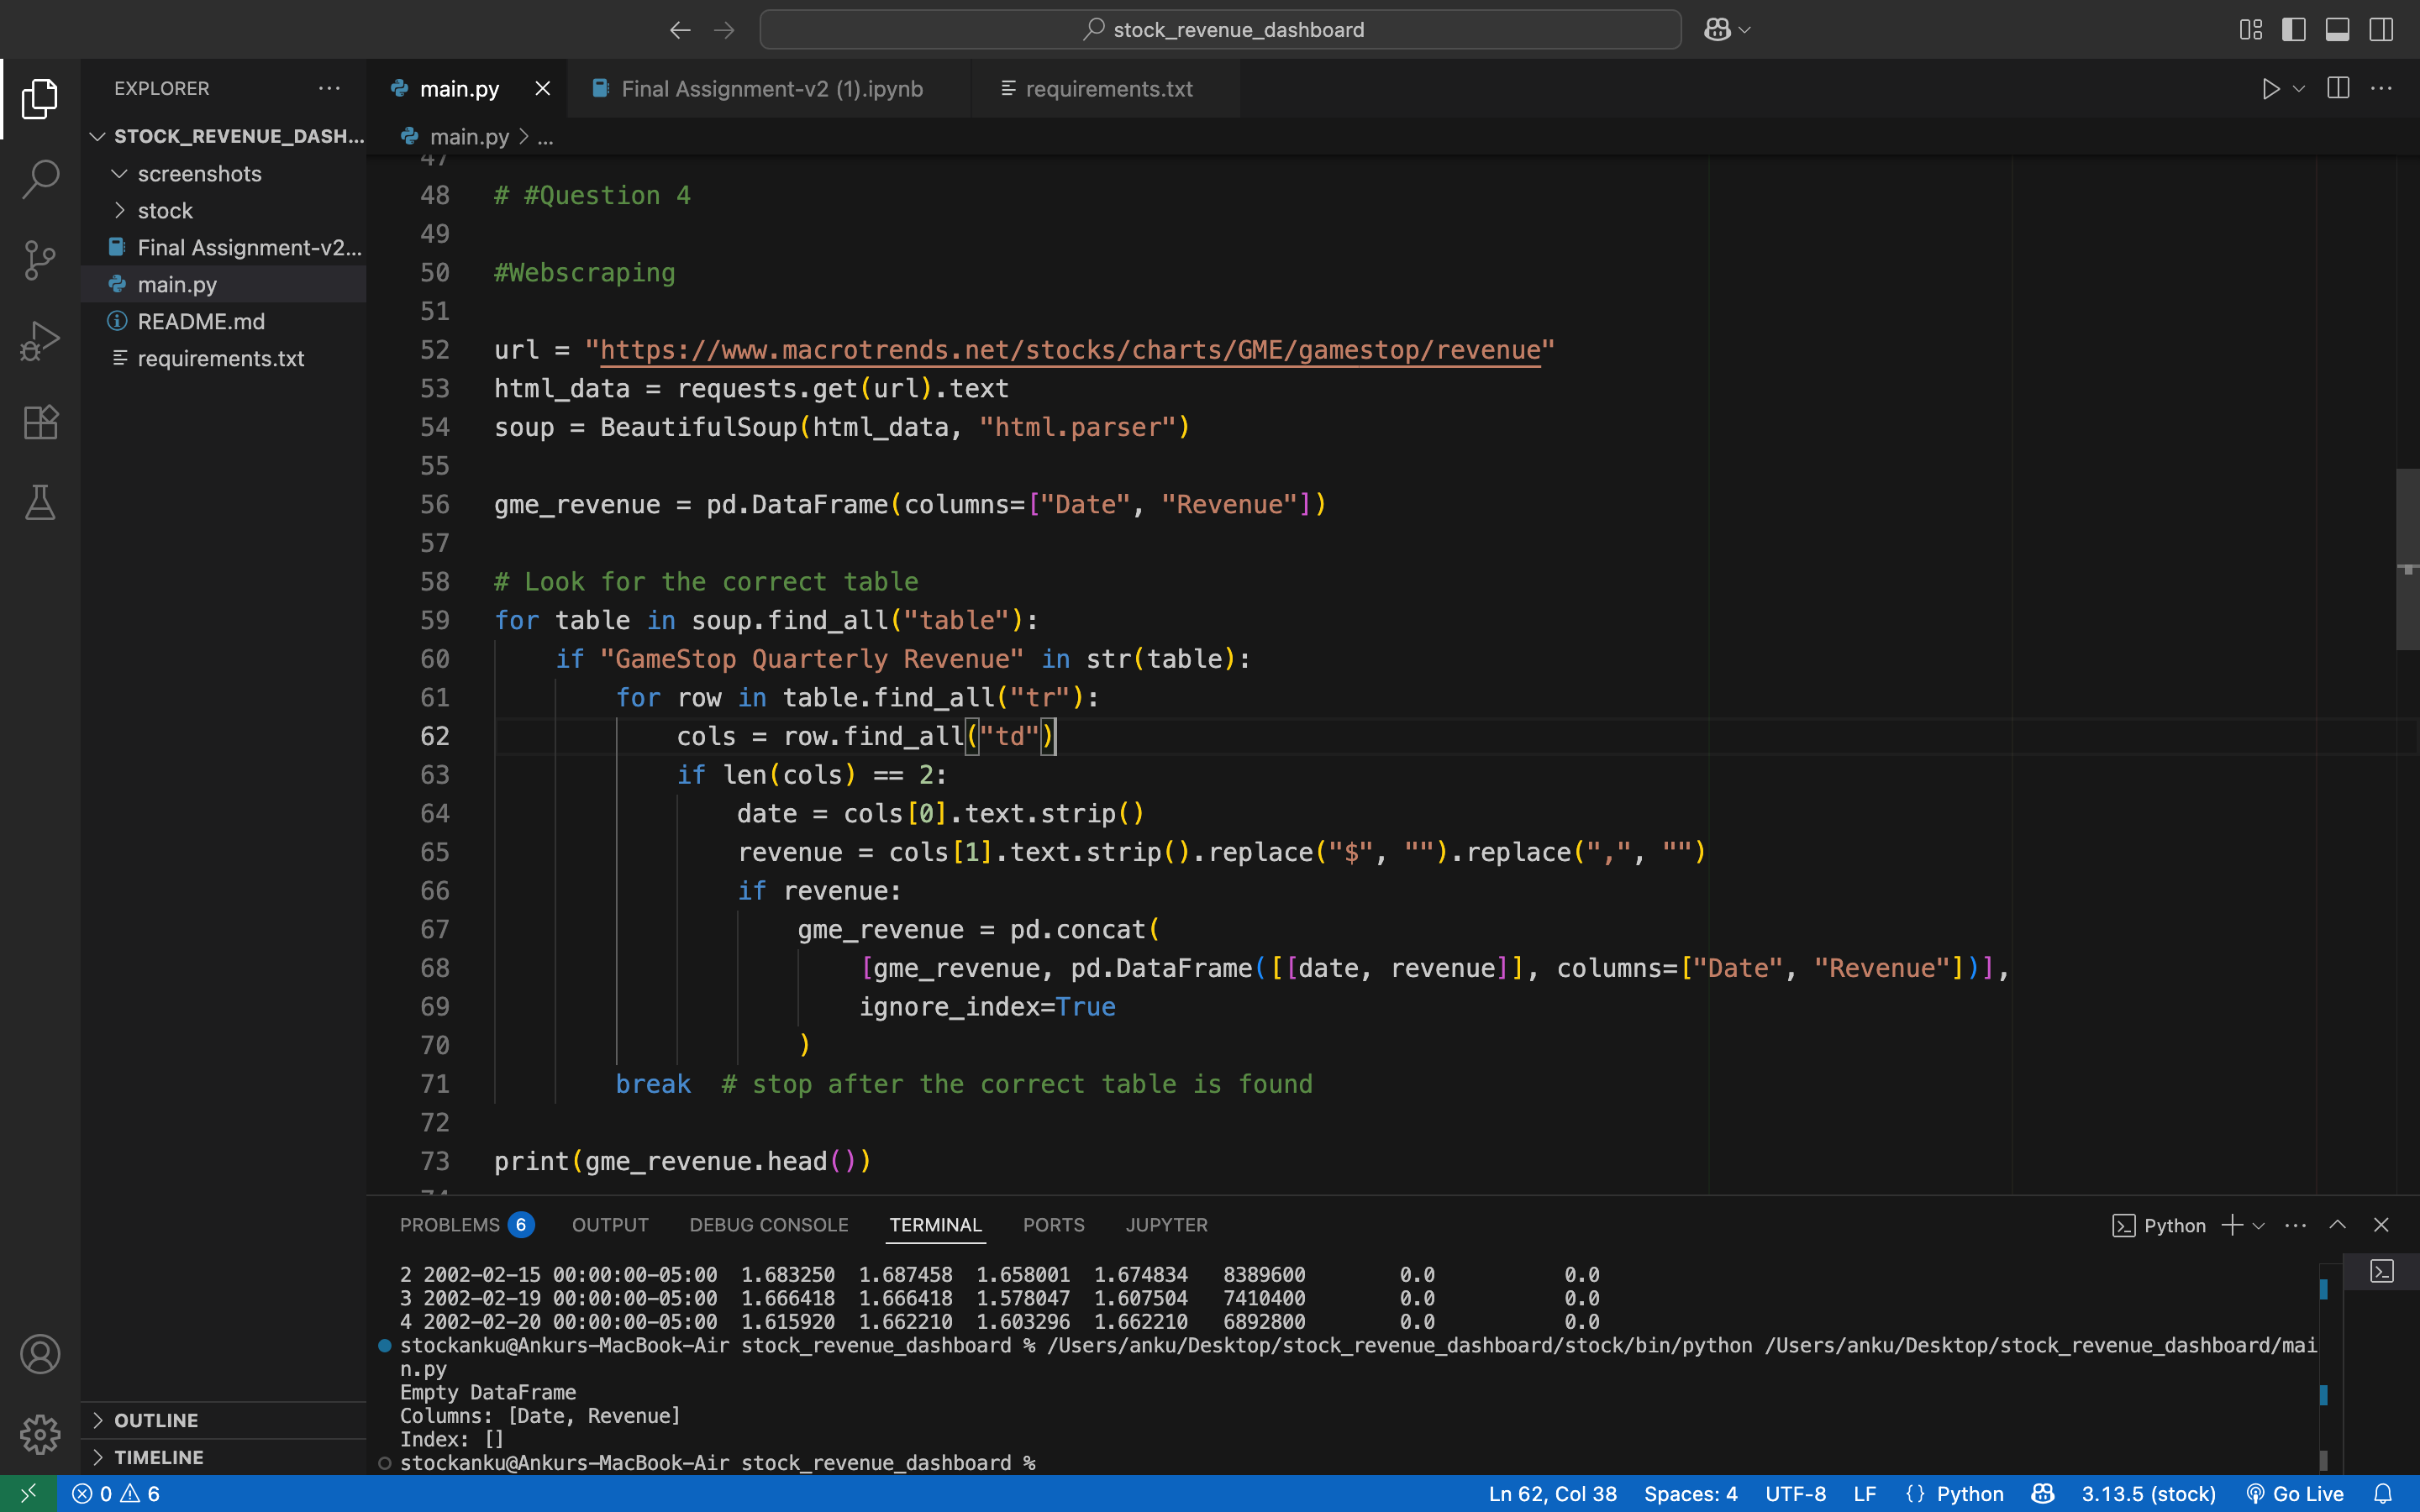 stock_revenue_dashboard
EXPLORER
STOCK_REVENUE_DASH...
screenshots
stock
Final Assignment-v2...
main.py
README.md
requirements.txt
OUTLINE
TIMELINE
main.py
Final Assignment-v2 (1).ipynb
requirements.txt
main.py > ...
47
48 # #Question 4
49
50 #Webscraping
51
52 url = "https://www.macrotrends.net/stocks/charts/GME/gamestop/revenue"
53 html_data = requests.get(url).text
54 soup = BeautifulSoup(html_data, "html.parser")
55
56 gme_revenue = pd.DataFrame(columns=["Date", "Revenue"])
57
58 # Look for the correct table
59 for table in soup.find_all("table"):
60     if "GameStop Quarterly Revenue" in str(table):
61         for row in table.find_all("tr"):
62             cols = row.find_all("td")
63             if len(cols) == 2:
64                 date = cols[0].text.strip()
65                 revenue = cols[1].text.strip().replace("$", "").replace(",", "")
66                 if revenue:
67                     gme_revenue = pd.concat(
68                         [gme_revenue, pd.DataFrame([[date, revenue]], columns=["Date", "Revenue"])],
69                         ignore_index=True
70                     )
71         break  # stop after the correct table is found
72
73 print(gme_revenue.head())
74
PROBLEMS 6 OUTPUT DEBUG CONSOLE TERMINAL PORTS JUPYTER
Python
2 2002-02-15 00:00:00-05:00  1.683250  1.687458  1.658001  1.674834   8389600        0.0           0.0
3 2002-02-19 00:00:00-05:00  1.666418  1.666418  1.578047  1.607504   7410400        0.0           0.0
4 2002-02-20 00:00:00-05:00  1.615920  1.662210  1.603296  1.662210   6892800        0.0           0.0
stockanku@Ankurs-MacBook-Air stock_revenue_dashboard % /Users/anku/Desktop/stock_revenue_dashboard/stock/bin/python /Users/anku/Desktop/stock_revenue_dashboard/mai
n.py
Empty DataFrame
Columns: [Date, Revenue]
Index: []
stockanku@Ankurs-MacBook-Air stock_revenue_dashboard %
0 6 Ln 62, Col 38 Spaces: 4 UTF-8 LF {} Python 3.13.5 (stock) Go Live